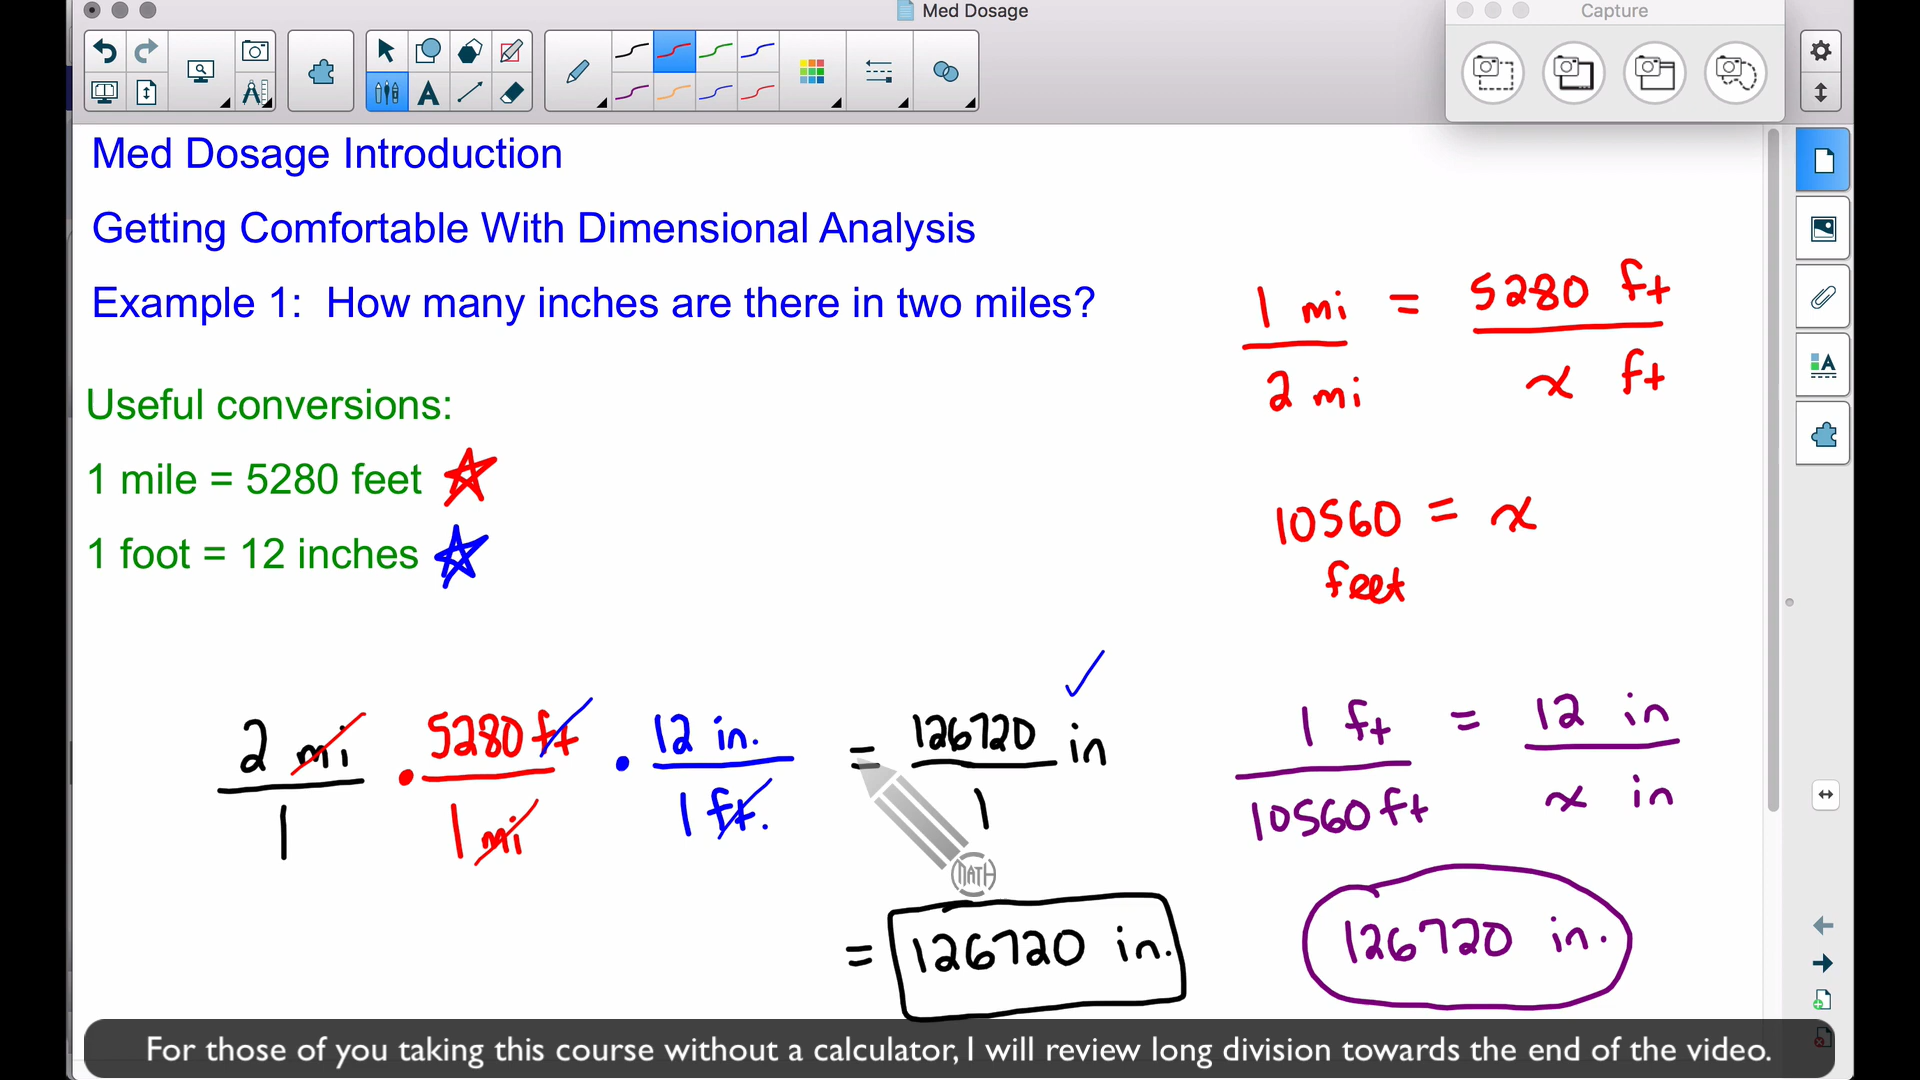 Med Dosage
Capture
Med Dosage Introduction
Getting Comfortable With Dimensional Analysis
Example 1: How many inches are there in two miles?
Useful conversions:
1 mile = 5280 feet
1 foot = 12 inches
1 mi = 5280 ft
2 mi x ft
10560 = x
feet
2 mi • 5280 ft • 12 in. = 126720 in
1 1 mi 1 ft. 1
= 126720 in.
1 ft = 12 in
10560 ft x in
126720 in.
MATH
For those of you taking this course without a calculator, I will review long division towards the end of the video.